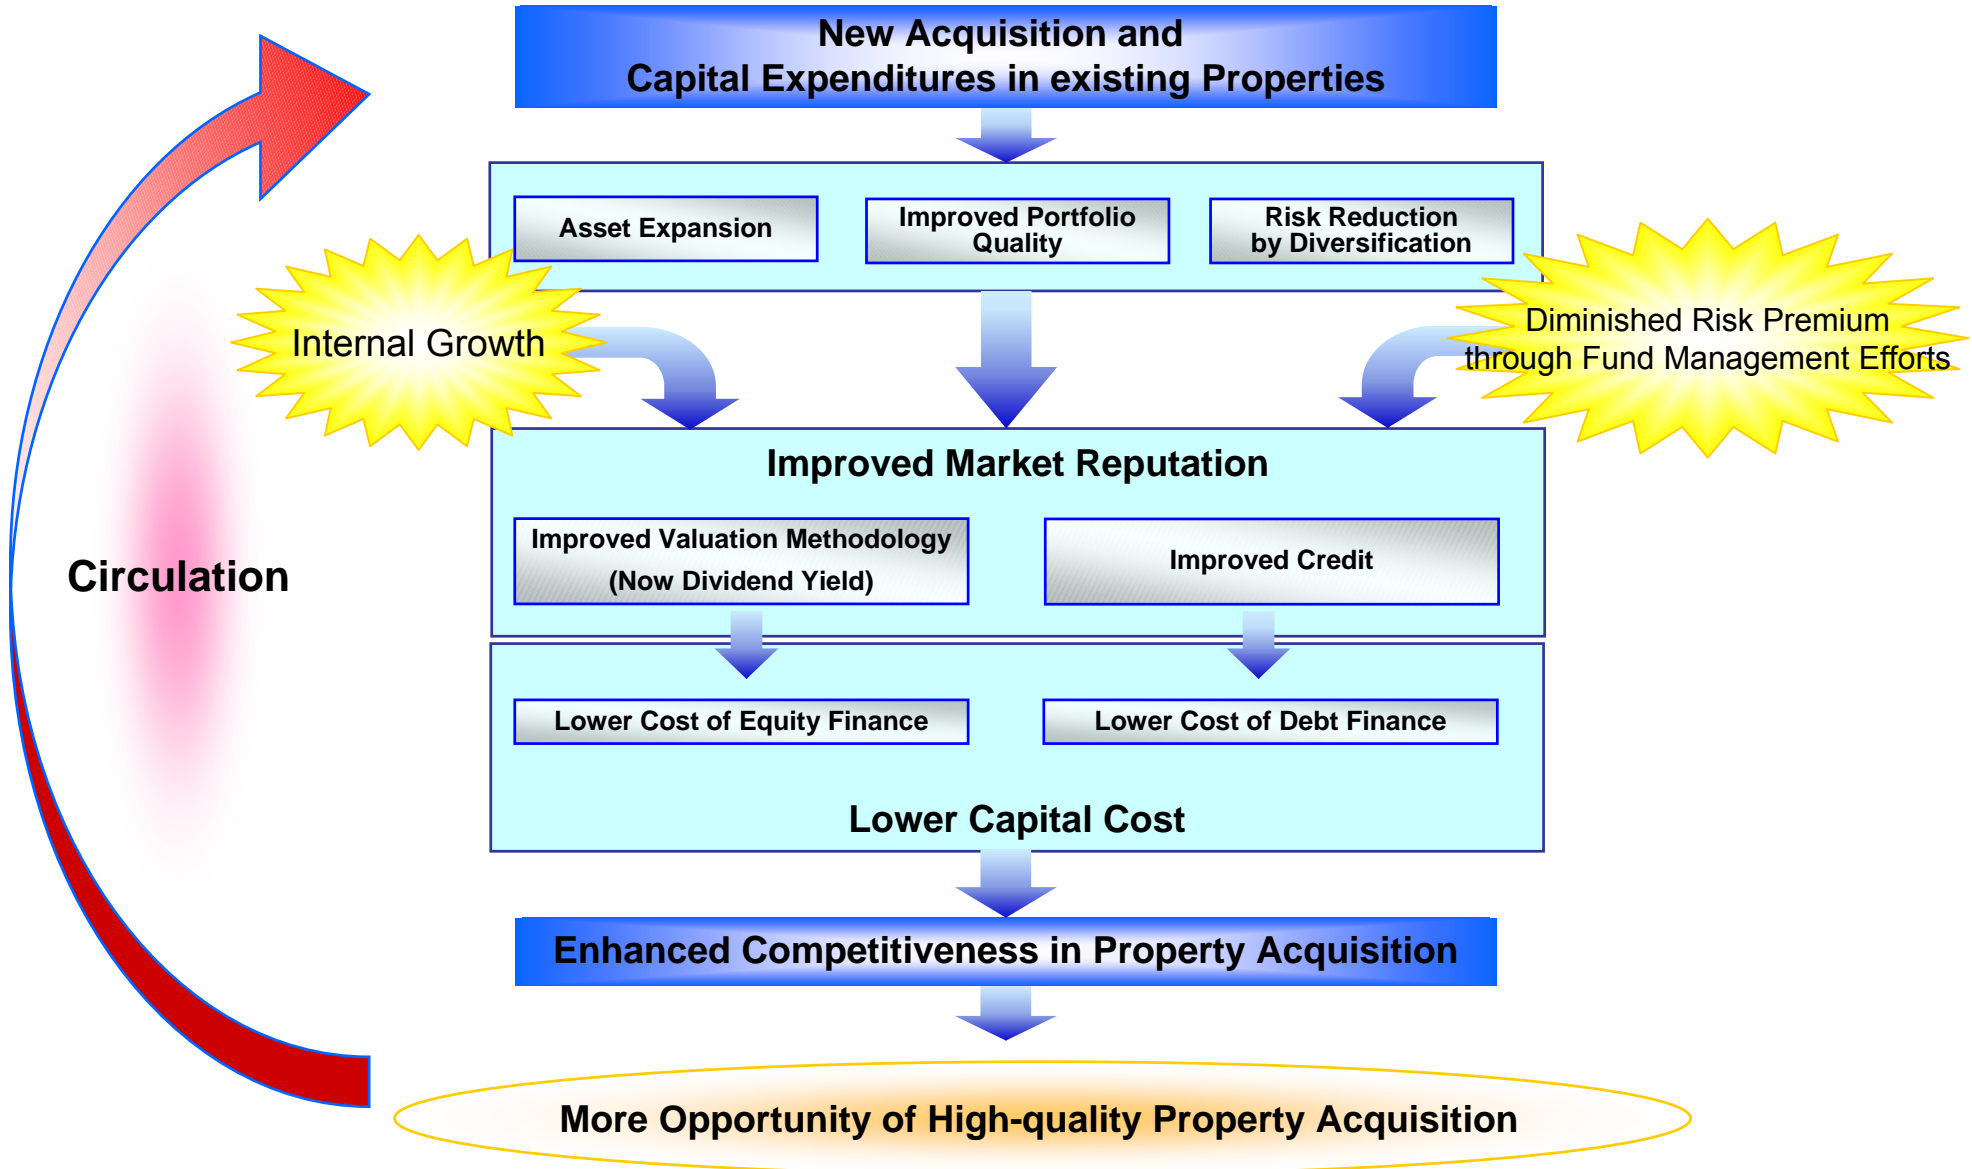 New Acquisition and
Capital Expenditures in existing Properties
Asset Expansion
Improved Portfolio
Quality
Risk Reduction
by Diversification
Internal Growth
Diminished Risk Premium
through Fund Management Efforts
Improved Market Reputation
Improved Valuation Methodology
(Now Dividend Yield)
Improved Credit
Circulation
Lower Cost of Equity Finance
Lower Cost of Debt Finance
Lower Capital Cost
Enhanced Competitiveness in Property Acquisition
More Opportunity of High-quality Property Acquisition